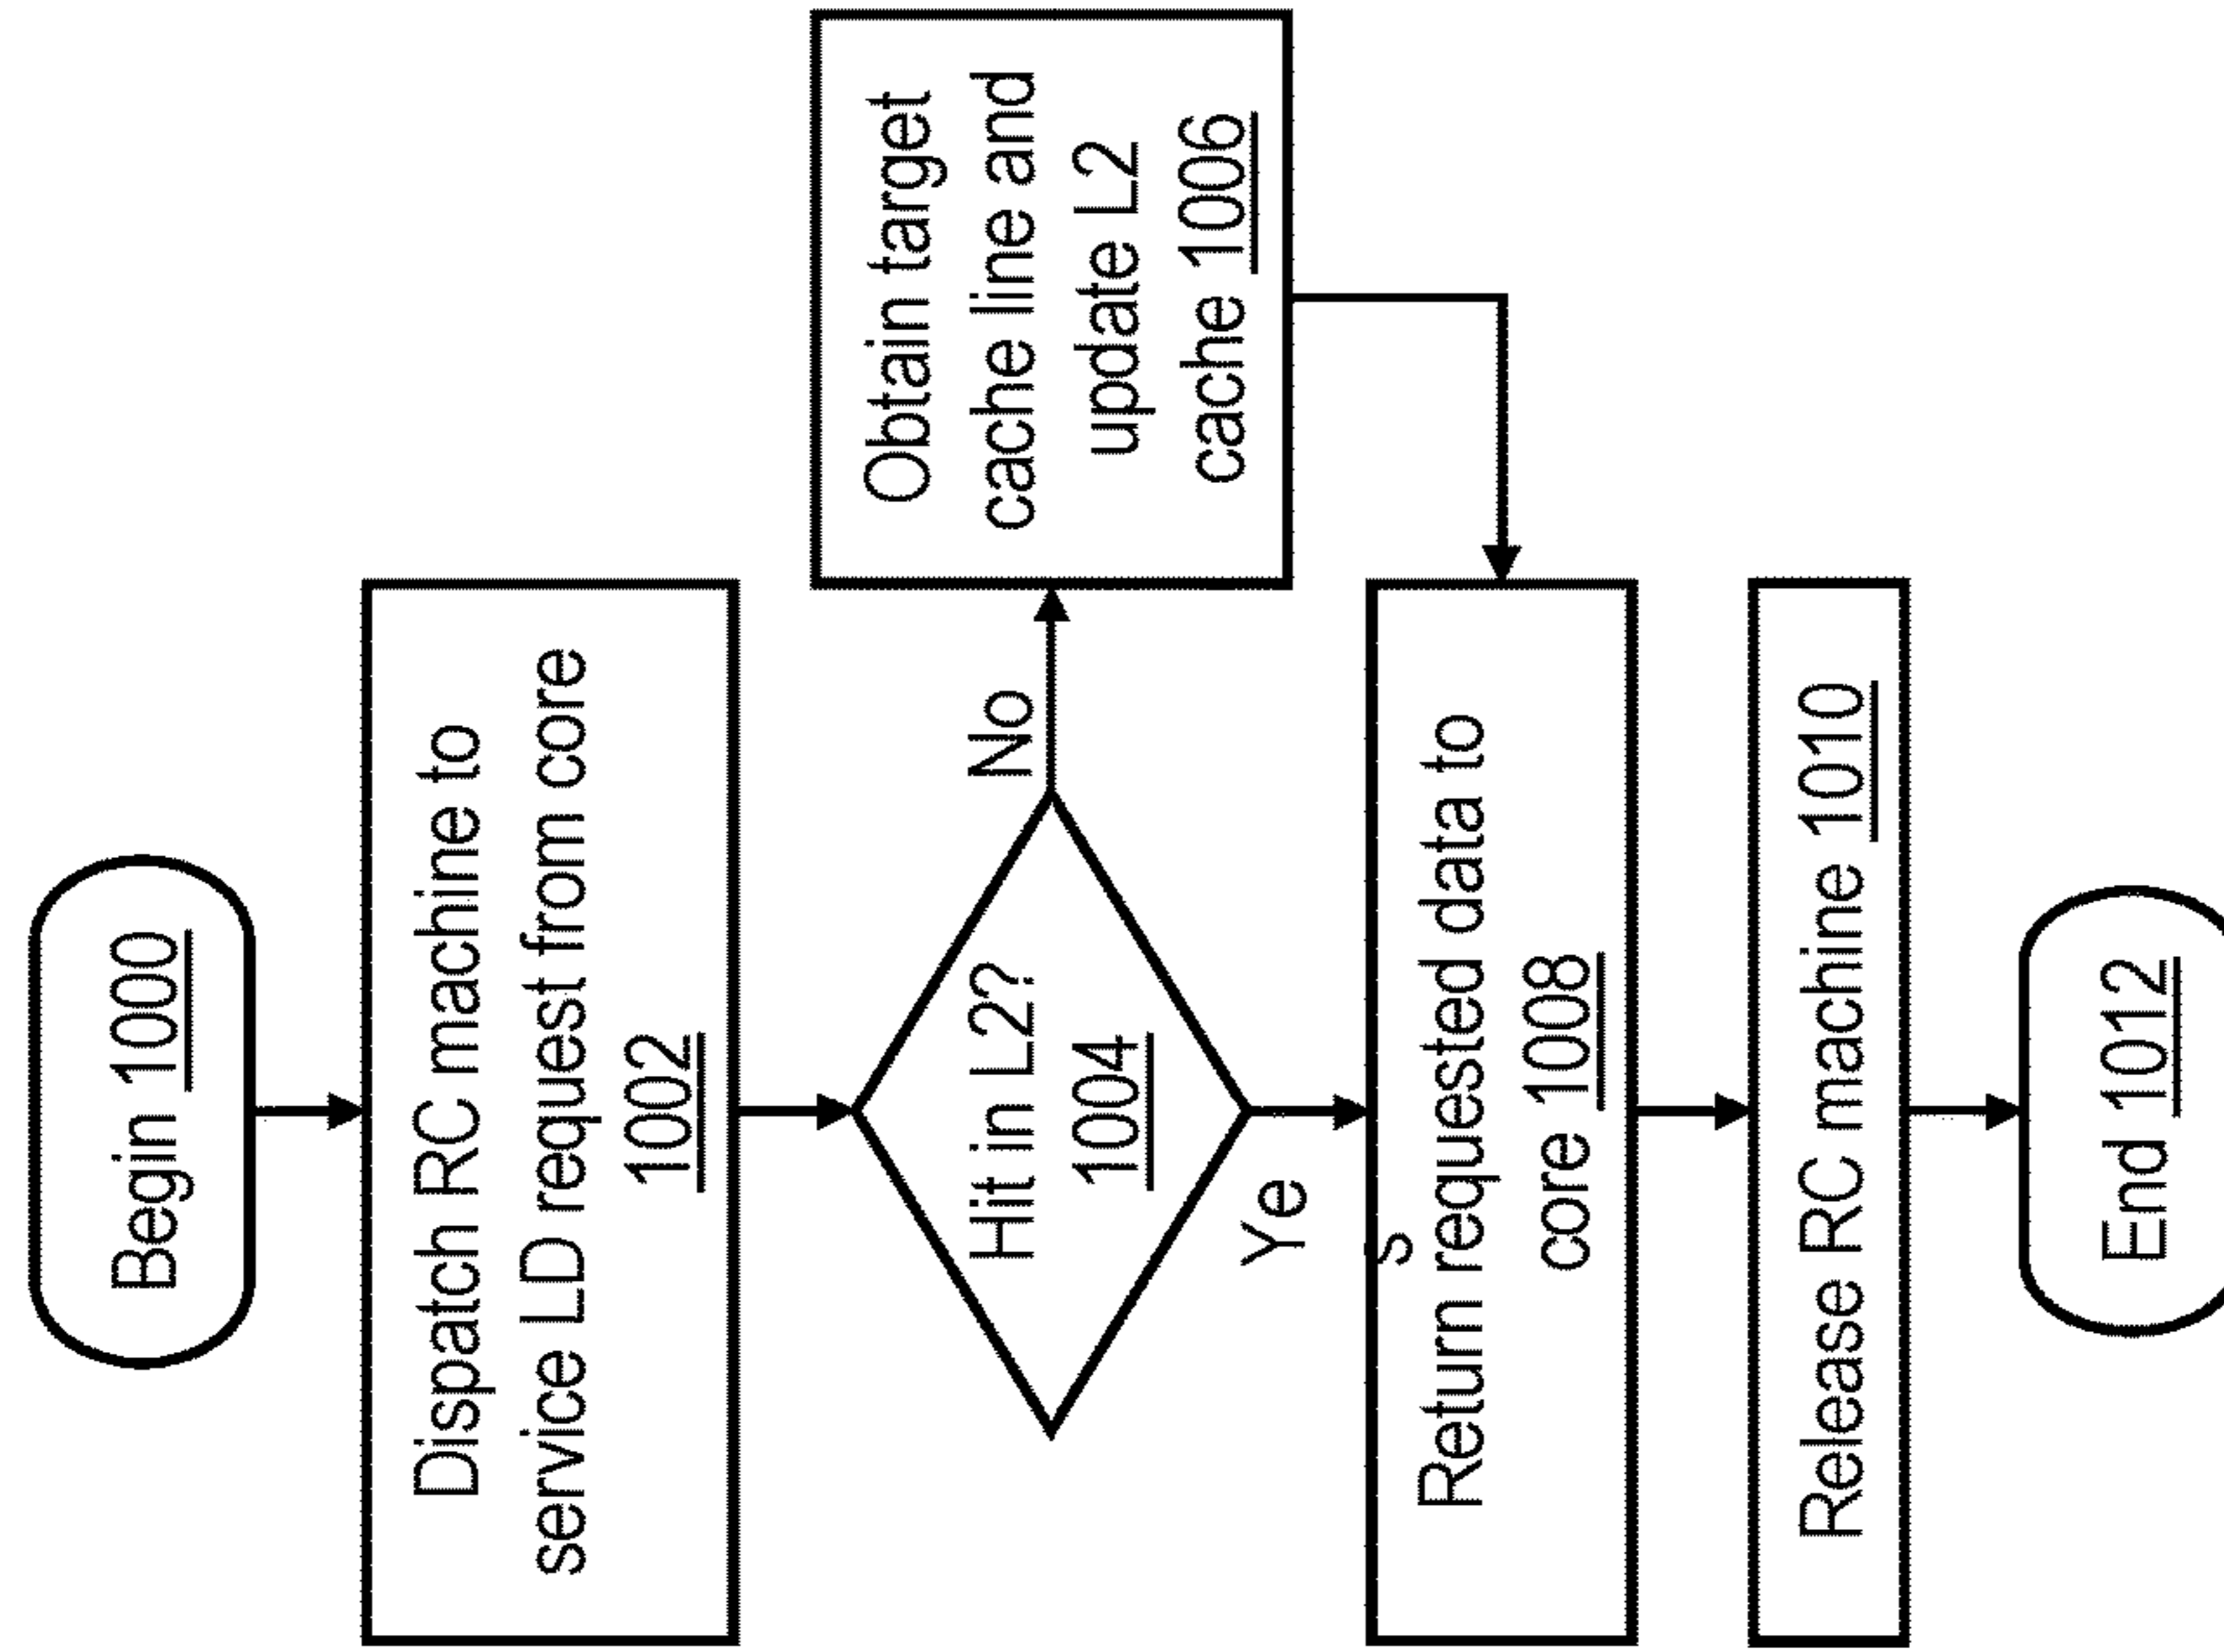 Begin 1000
Dispatch RC machine to
service LD request from core
1002
Hit in L2?
1004
No
Obtain target
cache line and
update L2
cache 1006
Ye
s
Return requested data to
core 1008
Release RC machine 1010
End 1012